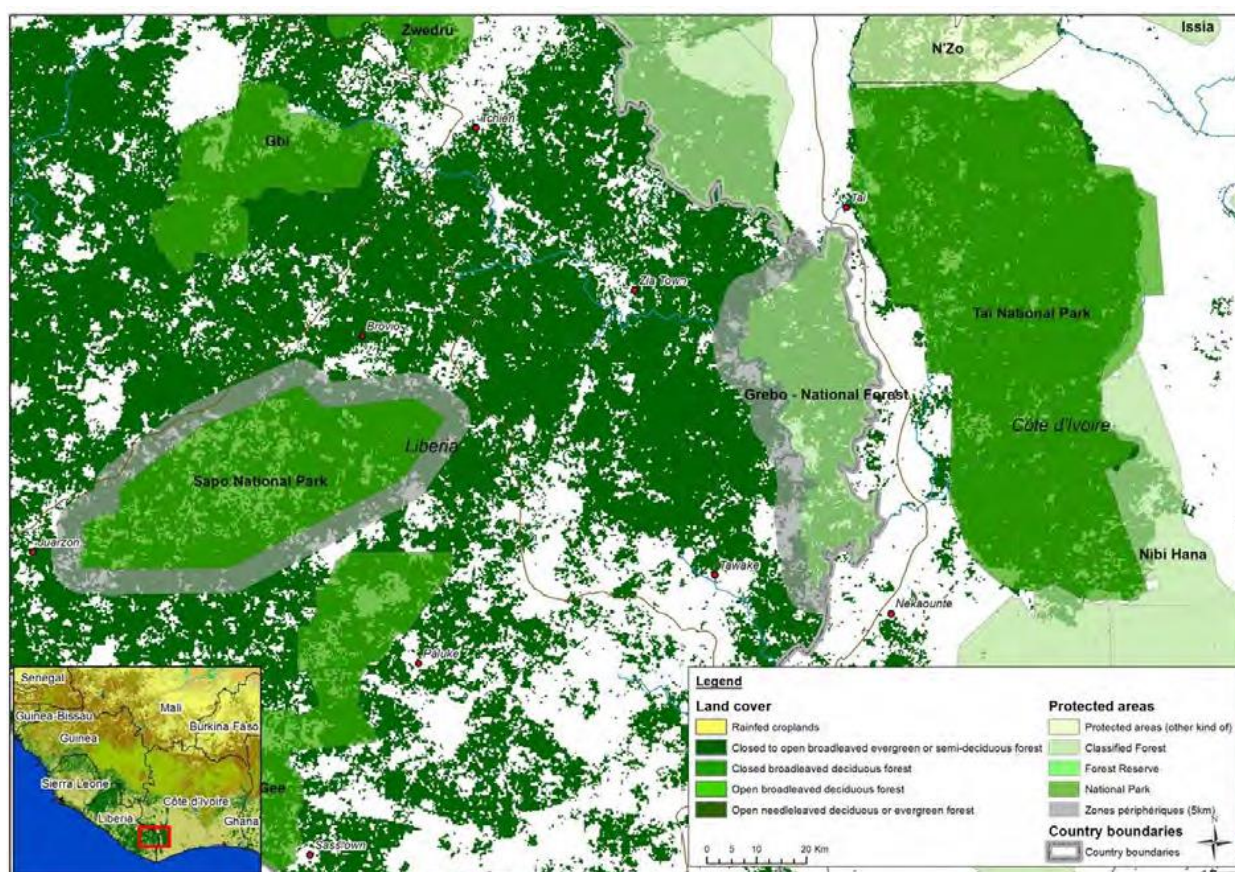 Zwedru
Issia
N'Zo
Tchien
Gbi
Taï
Zia Town
Taï National Park
Brovio
Grebo - National Forest
Côte d'Ivoire
Liberia
Sapo National Park
Juarzon
Nibi Hana
Tawake
Nekaounte
Paluke
Gee
Sasstown
Senegal
Mali
Guinea-Bissau
Burkina Faso
Guinea
Sierra Leone
Côte d'Ivoire
Liberia
Ghana
Legend
Land cover
Rainfed croplands
Closed to open broadleaved evergreen or semi-deciduous forest
Closed broadleaved deciduous forest
Open broadleaved deciduous forest
Open needleleaved deciduous or evergreen forest
0 5 10 20 Km
Protected areas
Protected areas (other kind of)
Classified Forest
Forest Reserve
National Park
Zones périphériques (5km)
Country boundaries
Country boundaries
N